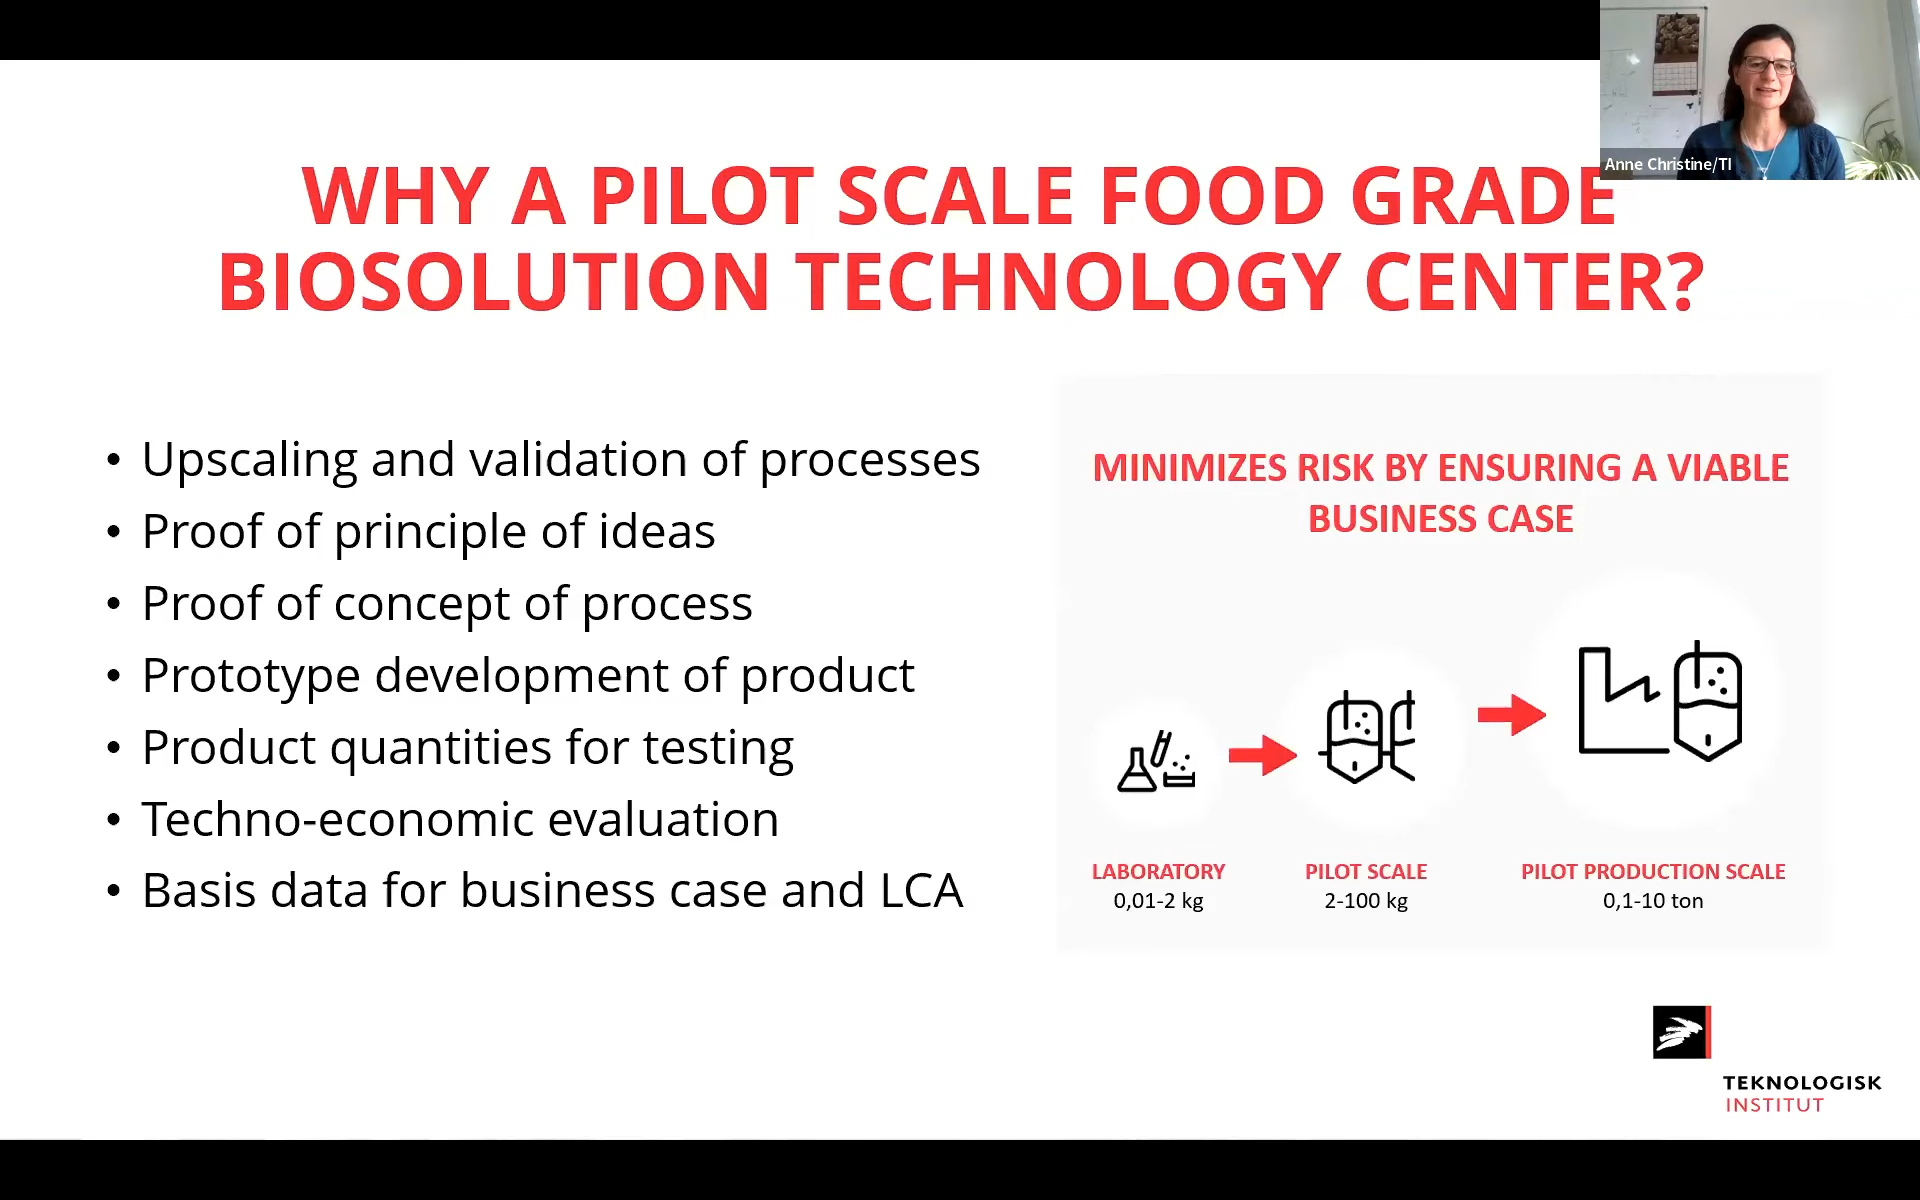 Anne Christine/TI
WHY A PILOT SCALE FOOD GRADE
BIOSOLUTION TECHNOLOGY CENTER?
• Upscaling and validation of processes
• Proof of principle of ideas
• Proof of concept of process
• Prototype development of product
• Product quantities for testing
• Techno-economic evaluation
• Basis data for business case and LCA
MINIMIZES RISK BY ENSURING A VIABLE
BUSINESS CASE
LABORATORY
0,01-2 kg
PILOT SCALE
2-100 kg
PILOT PRODUCTION SCALE
0,1-10 ton
TEKNOLOGISK
INSTITUT